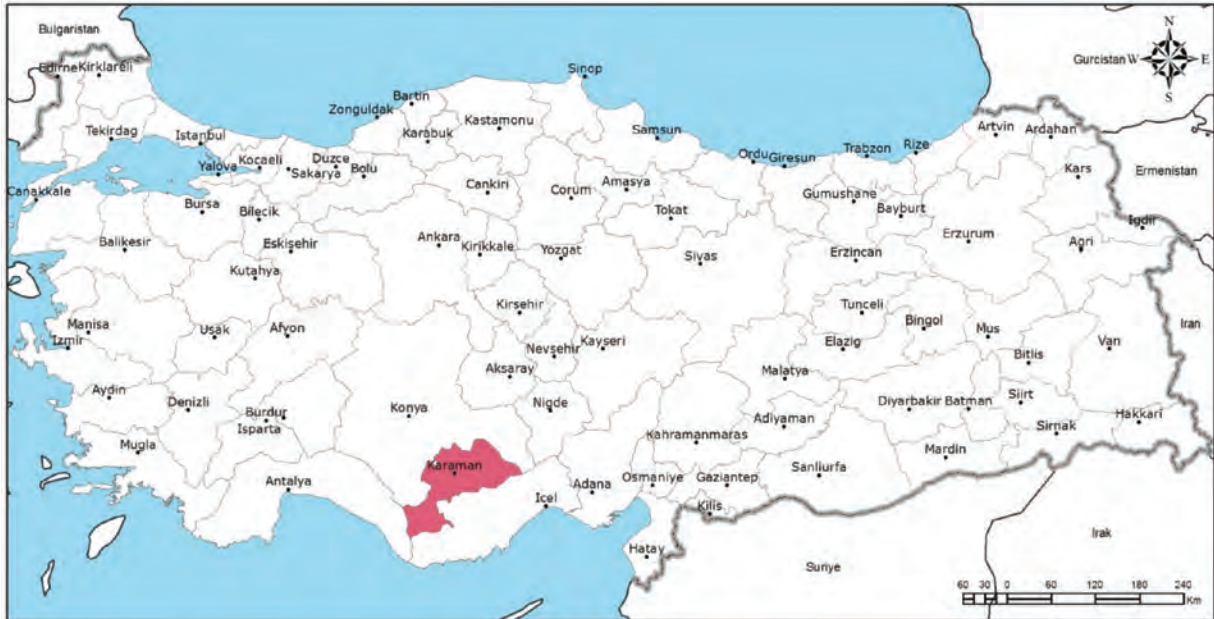 Bulgaristan
N
Gurcistan
W
E
S
Edirne
Kirklareli
Sinop
Bartin
Zonguldak
Kastamonu
Karabuk
Tekirdag
Istanbul
Samsun
Artvin
Ardahan
Ordu
Giresun
Trabzon
Rize
Ermenistan
Yalova
Kocaeli
Sakarya
Duzce
Bolu
Cankiri
Corum
Amasya
Kars
Canakkale
Bursa
Bilecik
Gumushane
Bayburt
Tokat
Igdir
Balikesir
Eskişehir
Ankara
Kirikkale
Yozgat
Sivas
Erzincan
Erzurum
Agri
Kutahya
Kirsehir
Tunceli
Iran
Manisa
Izmir
Usak
Afyon
Nevsehir
Kayseri
Elazig
Bingol
Mus
Bitlis
Van
Aksaray
Malatya
Aydin
Denizli
Burdur
Isparta
Konya
Nigde
Adiyaman
Diyarbakir
Batman
Siirt
Sirnak
Hakkari
Mugla
Kahramanmaras
Mardin
Karaman
Antalya
Icel
Adana
Osmaniye
Gaziantep
Sanliurfa
Kilis
Hatay
Suriye
Irak
60 30 0 60 120 180 240
Km